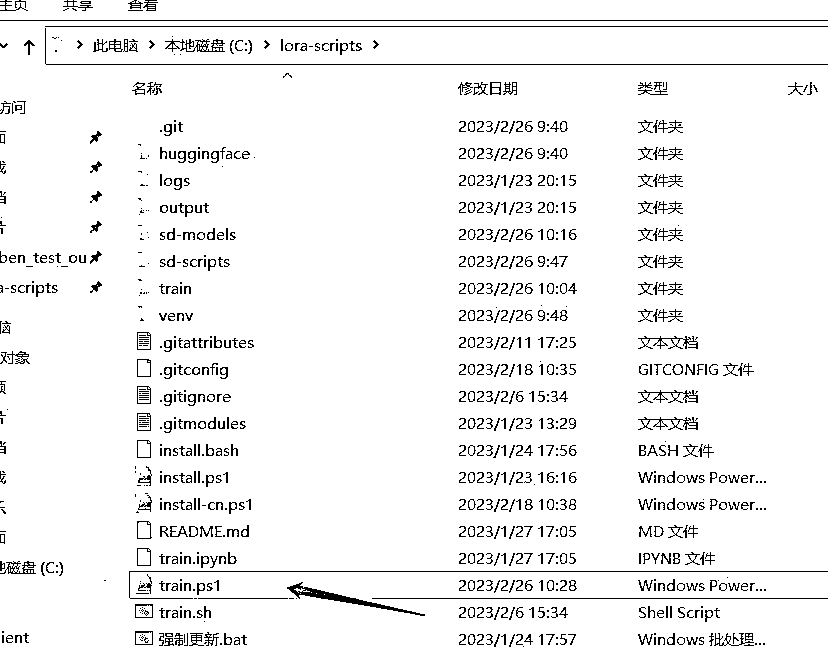 主页 共享 查看
此电脑 本地磁盘 (C:) lora-scripts
名称 修改日期 类型 大小
.git 2023/2/26 9:40 文件夹
huggingface 2023/2/26 9:40 文件夹
logs 2023/1/23 20:15 文件夹
output 2023/1/23 20:15 文件夹
sd-models 2023/2/26 10:16 文件夹
ben_test_ou sd-scripts 2023/2/26 9:47 文件夹
a-scripts train 2023/2/26 10:04 文件夹
venv 2023/2/26 9:48 文件夹
脑 .gitattributes 2023/2/11 17:25 文本文档
对象 .gitconfig 2023/2/18 10:35 GITCONFIG 文件
.gitignore 2023/2/6 15:34 文本文档
.gitmodules 2023/1/23 13:29 文本文档
install.bash 2023/1/24 17:56 BASH 文件
install.ps1 2023/1/23 16:16 Windows Power...
install-cn.ps1 2023/2/18 10:38 Windows Power...
README.md 2023/1/27 17:05 MD 文件
train.ipynb 2023/1/27 17:05 IPYNB 文件
地磁盘 (C:) train.ps1 2023/2/26 10:28 Windows Power...
train.sh 2023/2/6 15:34 Shell Script
ient 强制更新.bat 2023/1/24 17:57 Windows 批处理...